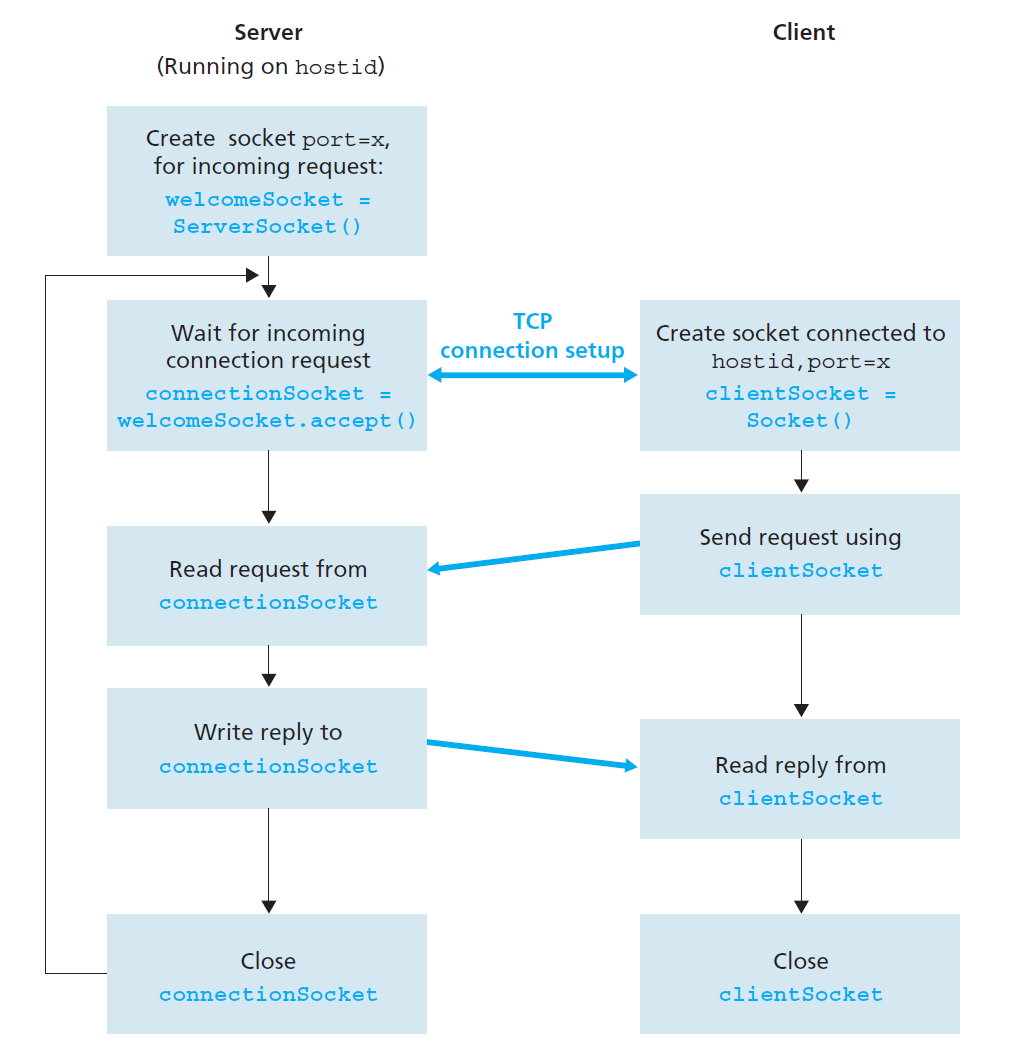 Server
(Running on hostid)
Client
Create socket port=x,
for incoming request:
welcomeSocket =
ServerSocket()
Wait for incoming
connection request
connectionSocket =
welcomeSocket.accept()
TCP
connection setup
Create socket connected to
hostid,port=x
clientSocket =
Socket()
Send request using
clientSocket
Read request from
connectionSocket
Write reply to
connectionSocket
Read reply from
clientSocket
Close
connectionSocket
Close
clientSocket